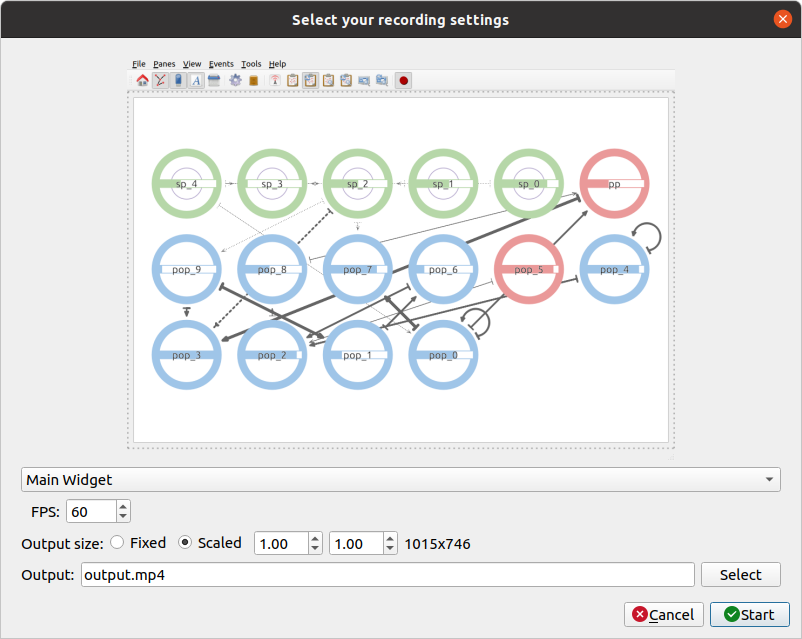 Select your recording settings
File Panes View Events Tools Help
A
sp_4 sp_3 sp_2 sp_1 sp_0 pp
pop_9 pop_8 pop_7 pop_6 pop_5 pop_4
pop_3 pop_2 pop_1 pop_0
Main Widget
FPS: 60
Output size: Fixed Scaled 1.00 1.00 1015x746
Output: output.mp4 Select
Cancel Start